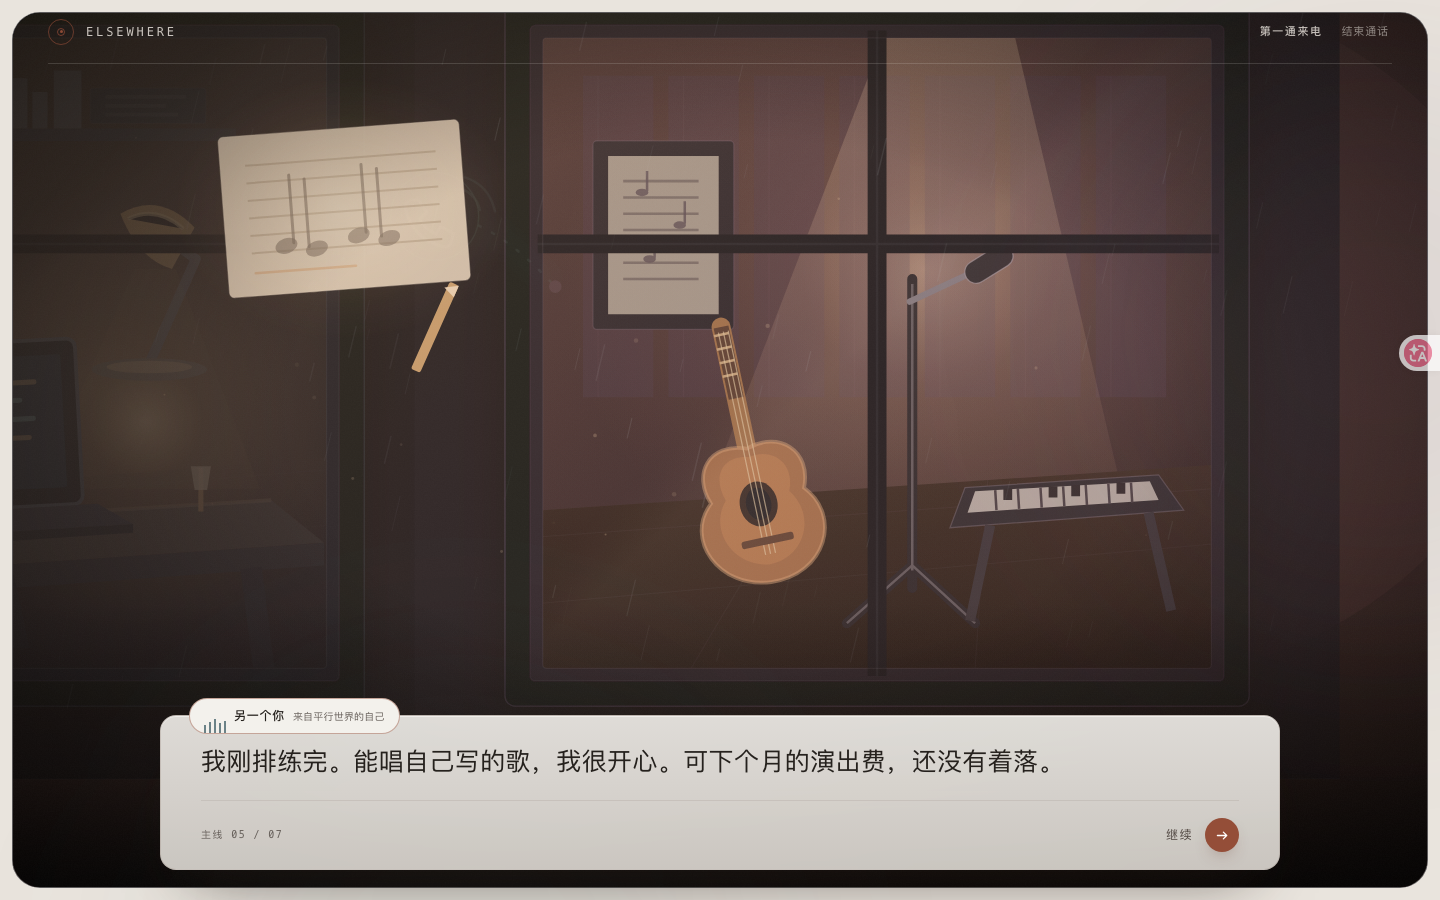 ELSEWHERE
第一通来电 结束通话
另一个你 来自平行世界的自己
我刚排练完。能唱自己写的歌，我很开心。可下个月的演出费，还没有着落。
主线 05 / 07
继续